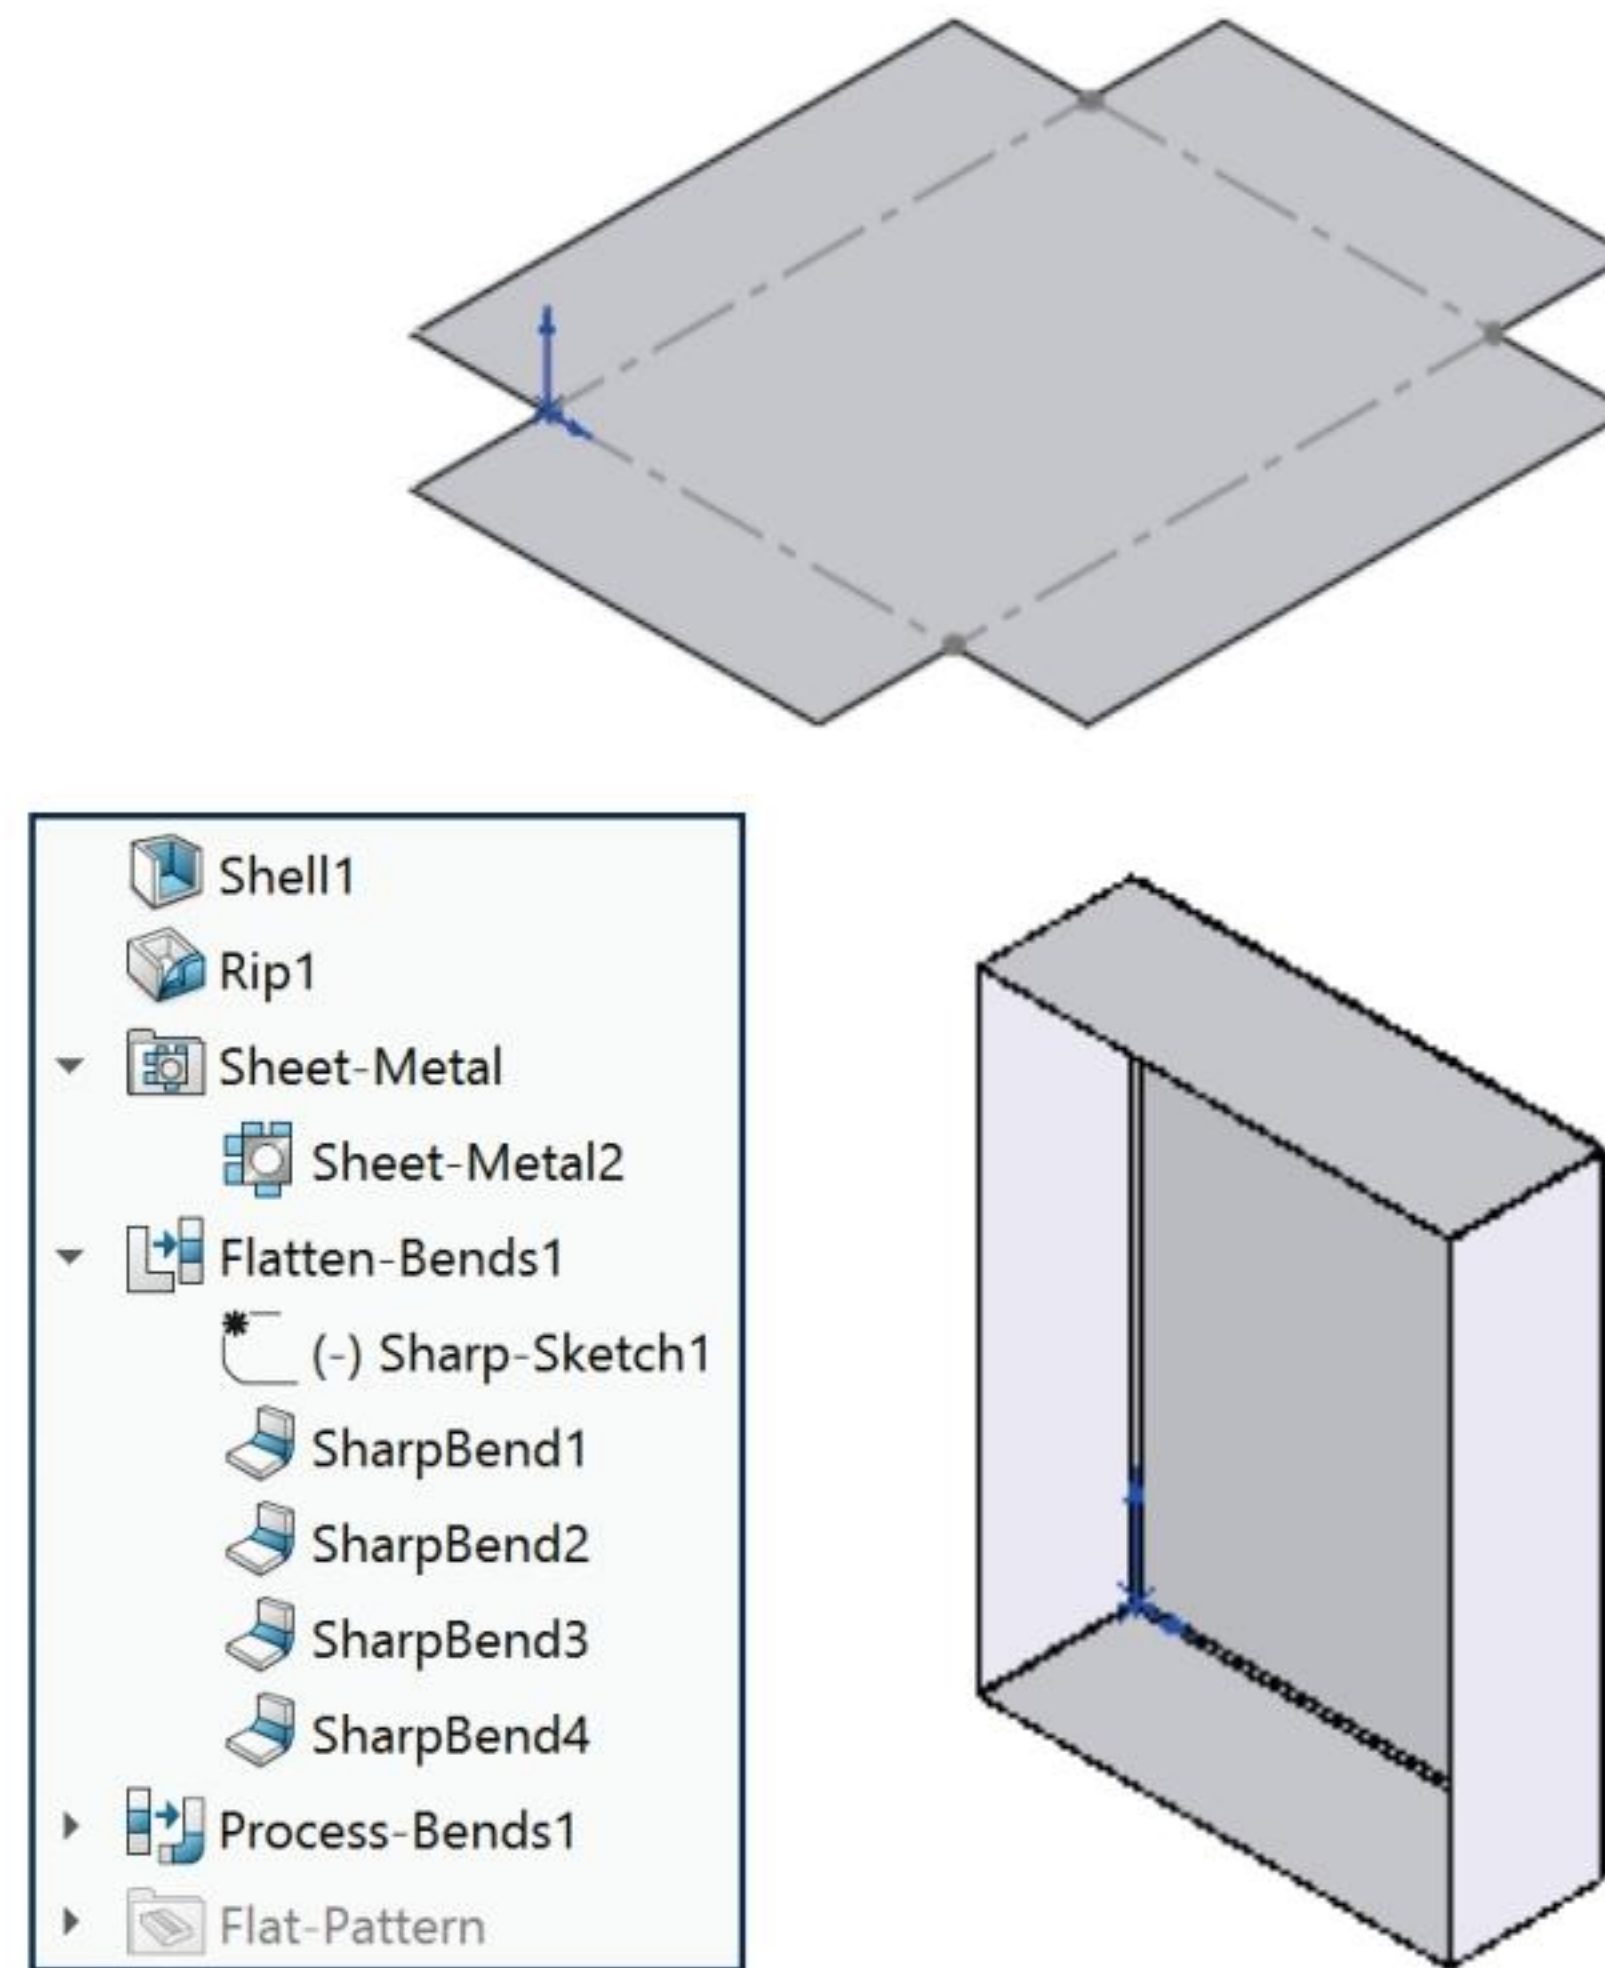 Shell1
Rip1
Sheet-Metal
Sheet-Metal2
Flatten-Bends1
(-) Sharp-Sketch1
SharpBend1
SharpBend2
SharpBend3
SharpBend4
Process-Bends1
Flat-Pattern